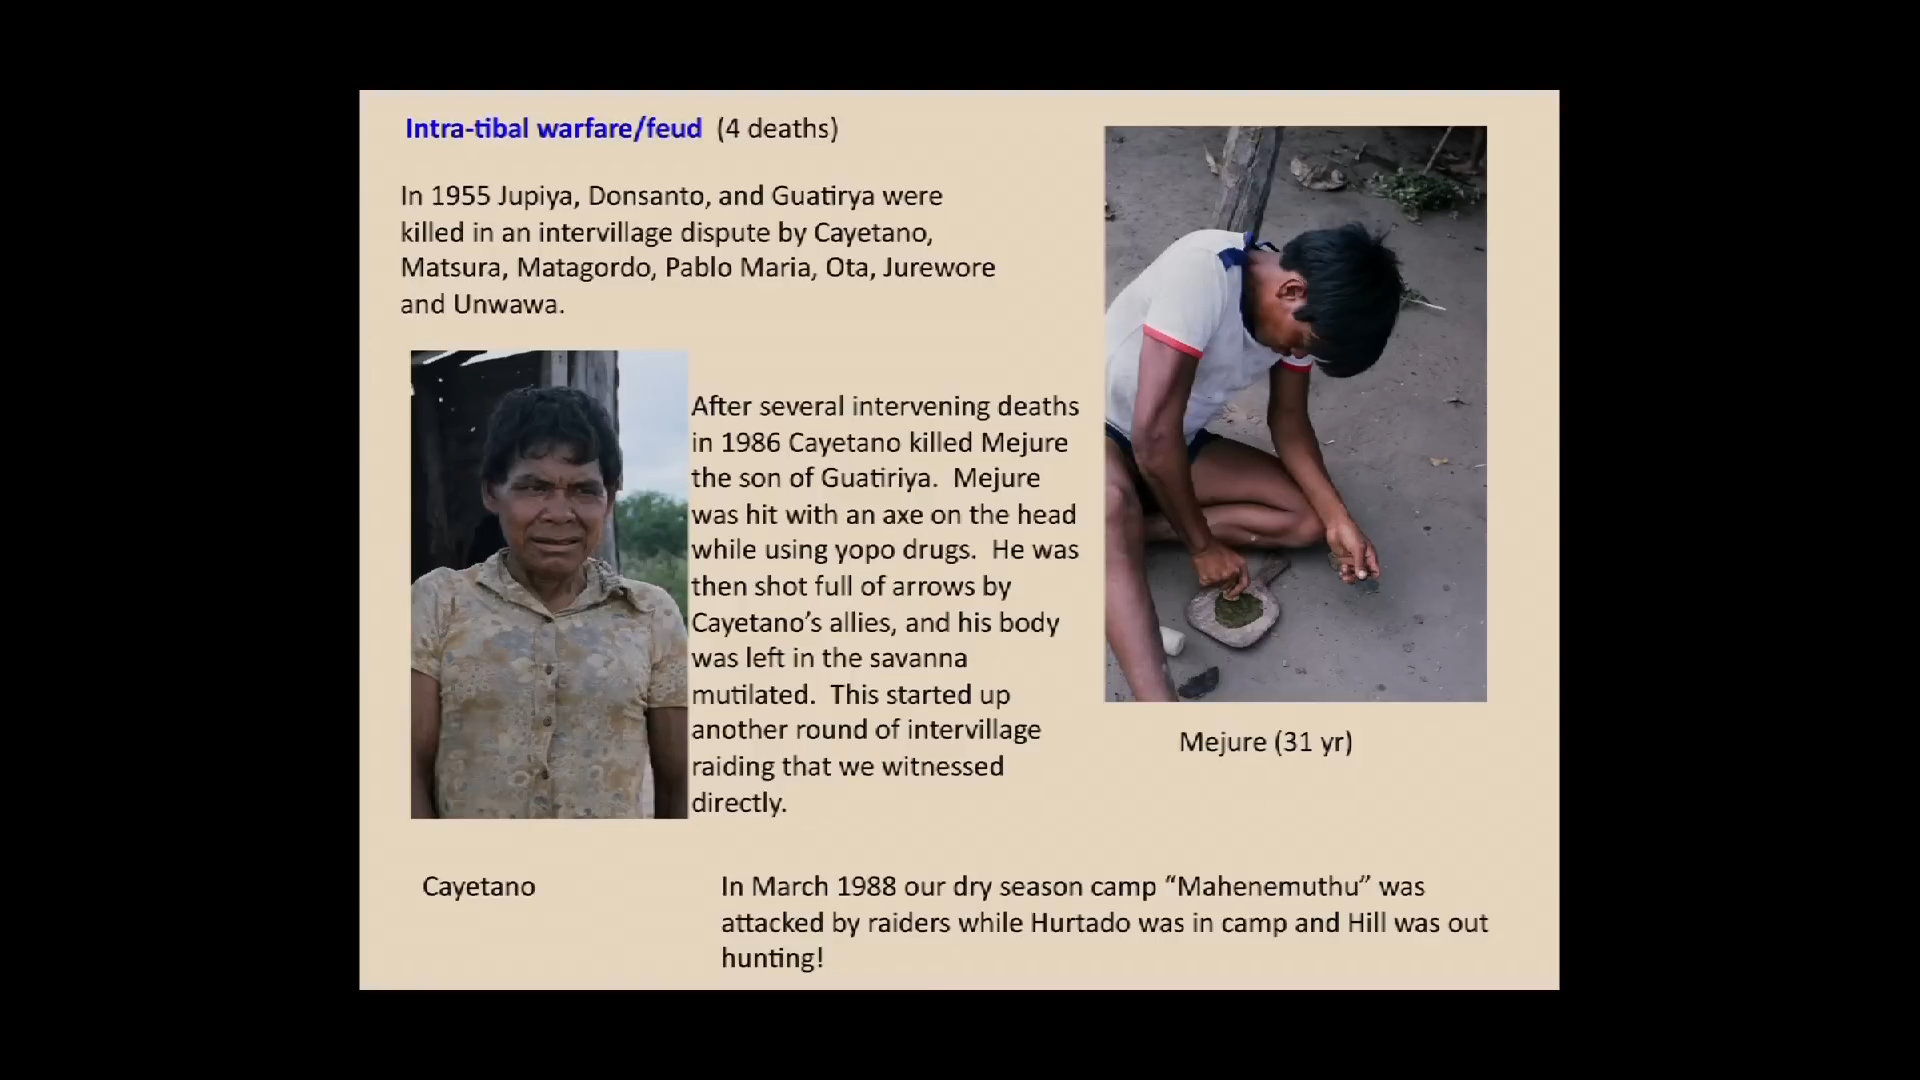 Intra-tibal warfare/feud (4 deaths)
In 1955 Jupiya, Donsanto, and Guatirya were
killed in an intervillage dispute by Cayetano,
Matsura, Matagordo, Pablo Maria, Ota, Jurewore
and Unwawa.
After several intervening deaths
in 1986 Cayetano killed Mejure
the son of Guatiriya. Mejure
was hit with an axe on the head
while using yopo drugs. He was
then shot full of arrows by
Cayetano’s allies, and his body
was left in the savanna
mutilated. This started up
another round of intervillage
raiding that we witnessed
directly.
Mejure (31 yr)
Cayetano
In March 1988 our dry season camp “Mahenemuthu” was
attacked by raiders while Hurtado was in camp and Hill was out
hunting!